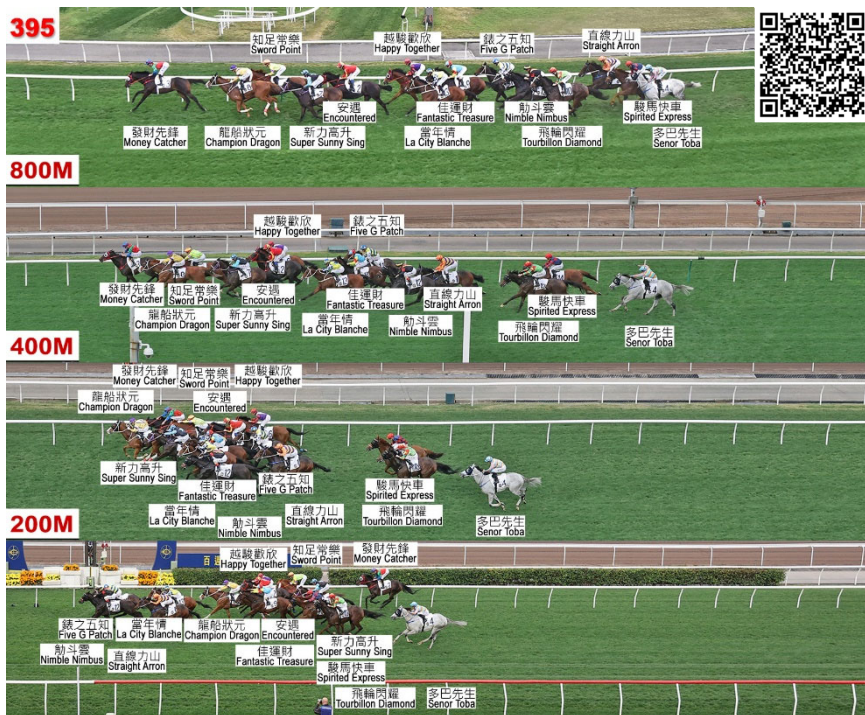 395
知足常樂
Sword Point
越駿歡欣
Happy Together
錶之五知
Five G Patch
直線力山
Straight Arron
發財先鋒
Money Catcher
龍船狀元
Champion Dragon
新力高升
Super Sunny Sing
安遇
Encountered
當年情
La City Blanche
佳運財
Fantastic Treasure
觔斗雲
Nimble Nimbus
飛輪閃耀
Tourbillon Diamond
駿馬快車
Spirited Express
多巴先生
Senor Toba
800M
越駿歡欣
Happy Together
錶之五知
Five G Patch
發財先鋒
Money Catcher
龍船狀元
Champion Dragon
知足常樂
Sword Point
新力高升
Super Sunny Sing
安遇
Encountered
當年情
La City Blanche
佳運財
Fantastic Treasure
觔斗雲
Nimble Nimbus
直線力山
Straight Arron
飛輪閃耀
Tourbillon Diamond
駿馬快車
Spirited Express
多巴先生
Senor Toba
400M
發財先鋒
Money Catcher
知足常樂
Sword Point
越駿歡欣
Happy Together
龍船狀元
Champion Dragon
安遇
Encountered
新力高升
Super Sunny Sing
當年情
La City Blanche
佳運財
Fantastic Treasure
觔斗雲
Nimble Nimbus
錶之五知
Five G Patch
直線力山
Straight Arron
駿馬快車
Spirited Express
飛輪閃耀
Tourbillon Diamond
多巴先生
Senor Toba
200M
越駿歡欣
Happy Together
知足常樂
Sword Point
發財先鋒
Money Catcher
錶之五知
Five G Patch
當年情
La City Blanche
龍船狀元
Champion Dragon
安遇
Encountered
新力高升
Super Sunny Sing
觔斗雲
Nimble Nimbus
直線力山
Straight Arron
佳運財
Fantastic Treasure
駿馬快車
Spirited Express
飛輪閃耀
Tourbillon Diamond
多巴先生
Senor Toba